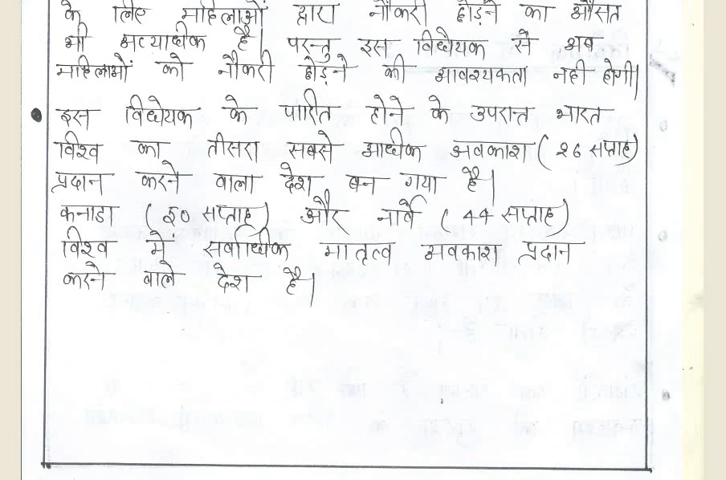 के लिए महिलाओं द्वारा नौकरी छोड़ने का औसत
भी अत्याधिक है| परन्तु इस विधेयक से अब
महिलाओं को नौकरी छोड़ने की आवश्यकता नही होगी|
• इस विधेयक के पारित होने के उपरान्त भारत
विश्व का तीसरा सबसे अधिक अवकाश (26 सप्ताह)
प्रदान करने वाला देश बन गया है|
कनाडा (50 सप्ताह) और नार्वे (44 सप्ताह)
विश्व में सर्वाधिक मातृत्व अवकाश प्रदान
करने वाले देश है|